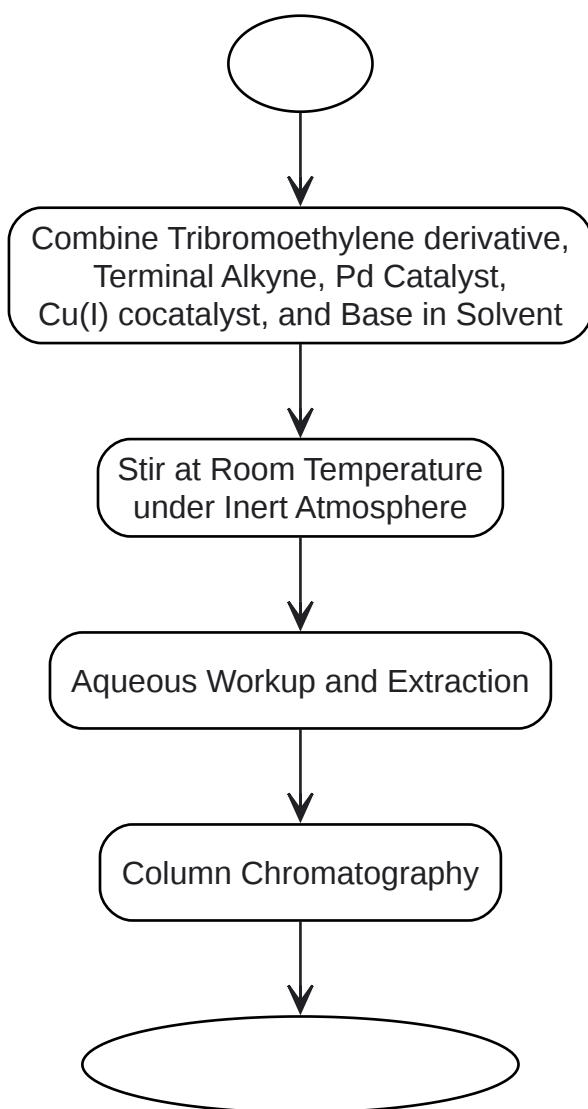 Combine Tribromoethylene derivative,
Terminal Alkyne, Pd Catalyst,
Cu(I) cocatalyst, and Base in Solvent
Stir at Room Temperature
under Inert Atmosphere
Aqueous Workup and Extraction
Column Chromatography